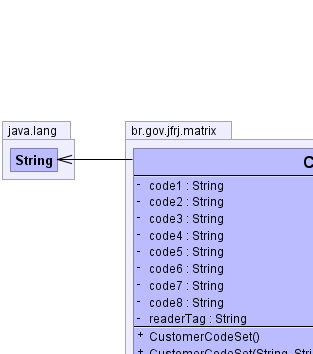 java.lang
br.gov.jfrj.matrix
String
- code1 : String
- code2 : String
- code3 : String
- code4 : String
- code5 : String
- code6 : String
- code7 : String
- code8 : String
- readerTag : String
+ CustomerCodeSet()
+ CustomerCodeSet(String, Stri